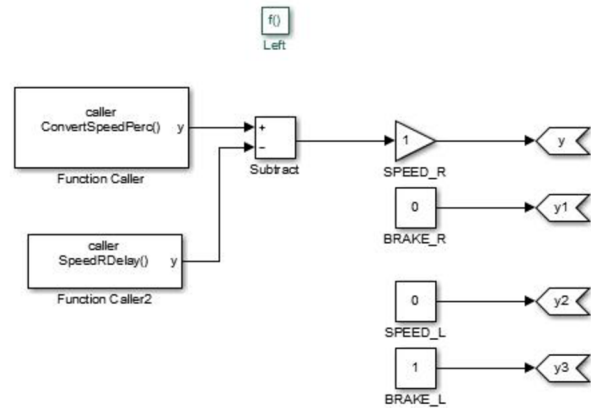 f()
Left
caller
ConvertSpeedPerc()
y
Function Caller
+
−
Subtract
1
SPEED_R
y
0
BRAKE_R
y1
caller
SpeedRDelay()
y
Function Caller2
0
SPEED_L
y2
1
BRAKE_L
y3